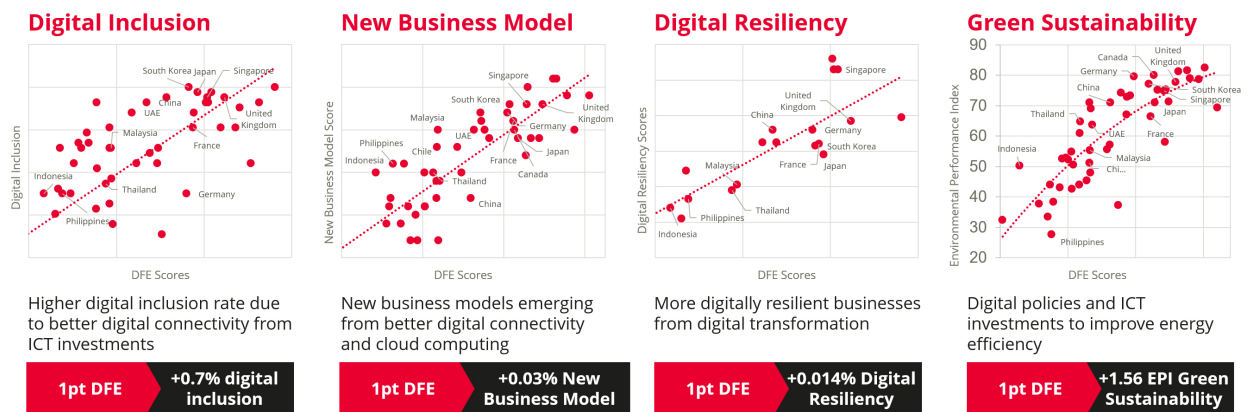 Digital Inclusion
Digital Inclusion
South Korea
Japan
Singapore
China
UAE
United
Kingdom
Malaysia
France
Indonesia
Thailand
Germany
Philippines
DFE Scores
Higher digital inclusion rate due
to better digital connectivity from
ICT investments
1pt DFE
+0.7% digital
inclusion
New Business Model
New Business Model Score
Singapore
South Korea
United
Kingdom
Malaysia
Germany
UAE
Philippines
Chile
Japan
France
Indonesia
Canada
Thailand
China
DFE Scores
New business models emerging
from better digital connectivity
and cloud computing
1pt DFE
+0.03% New
Business Model
Digital Resiliency
Digital Resiliency Scores
Singapore
United
Kingdom
China
Germany
South Korea
France
Japan
Malaysia
Thailand
Philippines
Indonesia
DFE Scores
More digitally resilient businesses
from digital transformation
1pt DFE
+0.014% Digital
Resiliency
Green Sustainability
Environmental Performance Index
90
80
70
60
50
40
30
20
United
Kingdom
Canada
Germany
China
South Korea
Singapore
Thailand
Japan
UAE
France
Indonesia
Malaysia
Chi...
Philippines
DFE Scores
Digital policies and ICT
investments to improve energy
efficiency
1pt DFE
+1.56 EPI Green
Sustainability